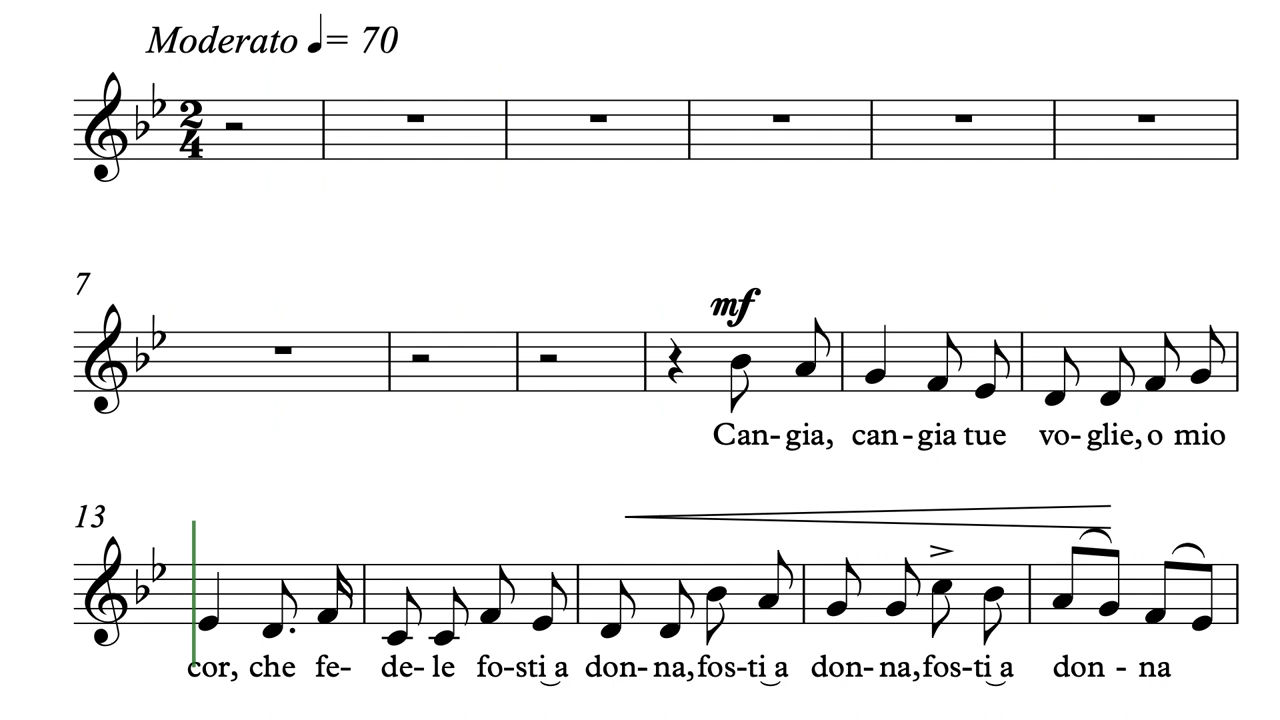 Moderato ♩= 70
2
4
7
mf
Can- gia, can - gia tue vo- glie, o mio
13
cor, che fe- de- le fo-sti‿a don- na, fos-ti‿a don- na, fos-ti‿a don - na